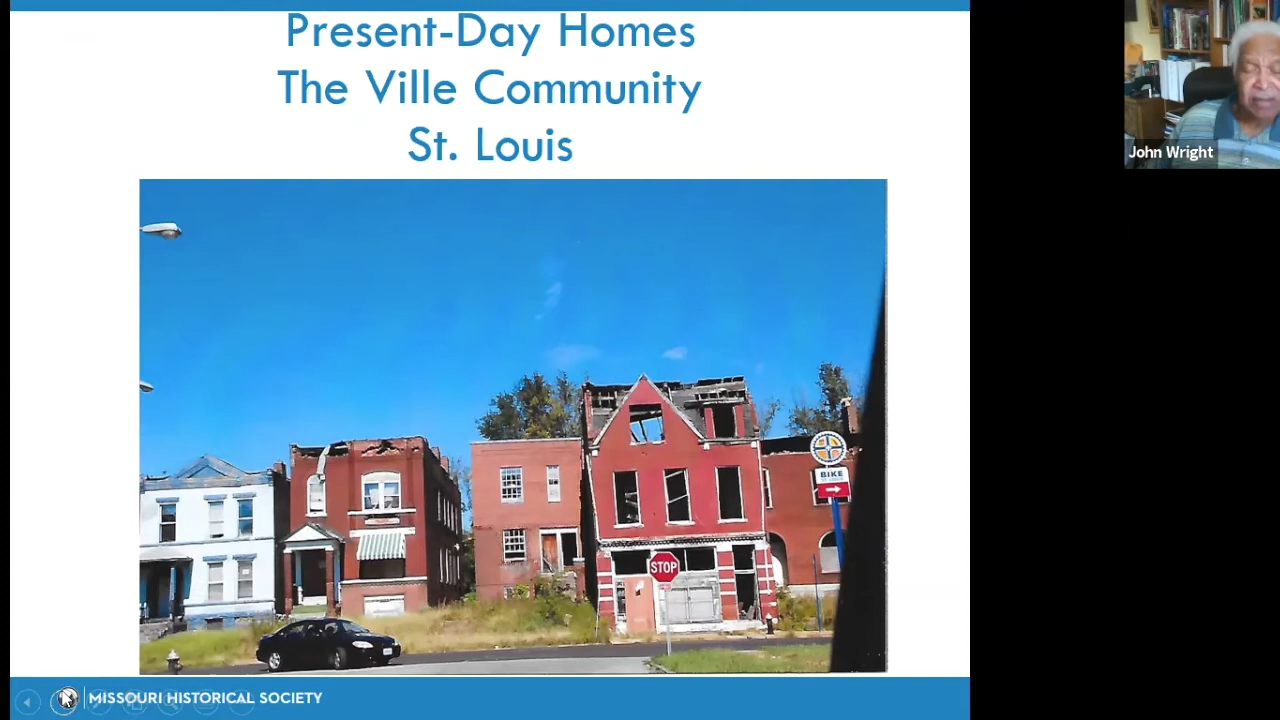 Present-Day Homes
The Ville Community
St. Louis
John Wright
BIKE
STOP
MISSOURI HISTORICAL SOCIETY